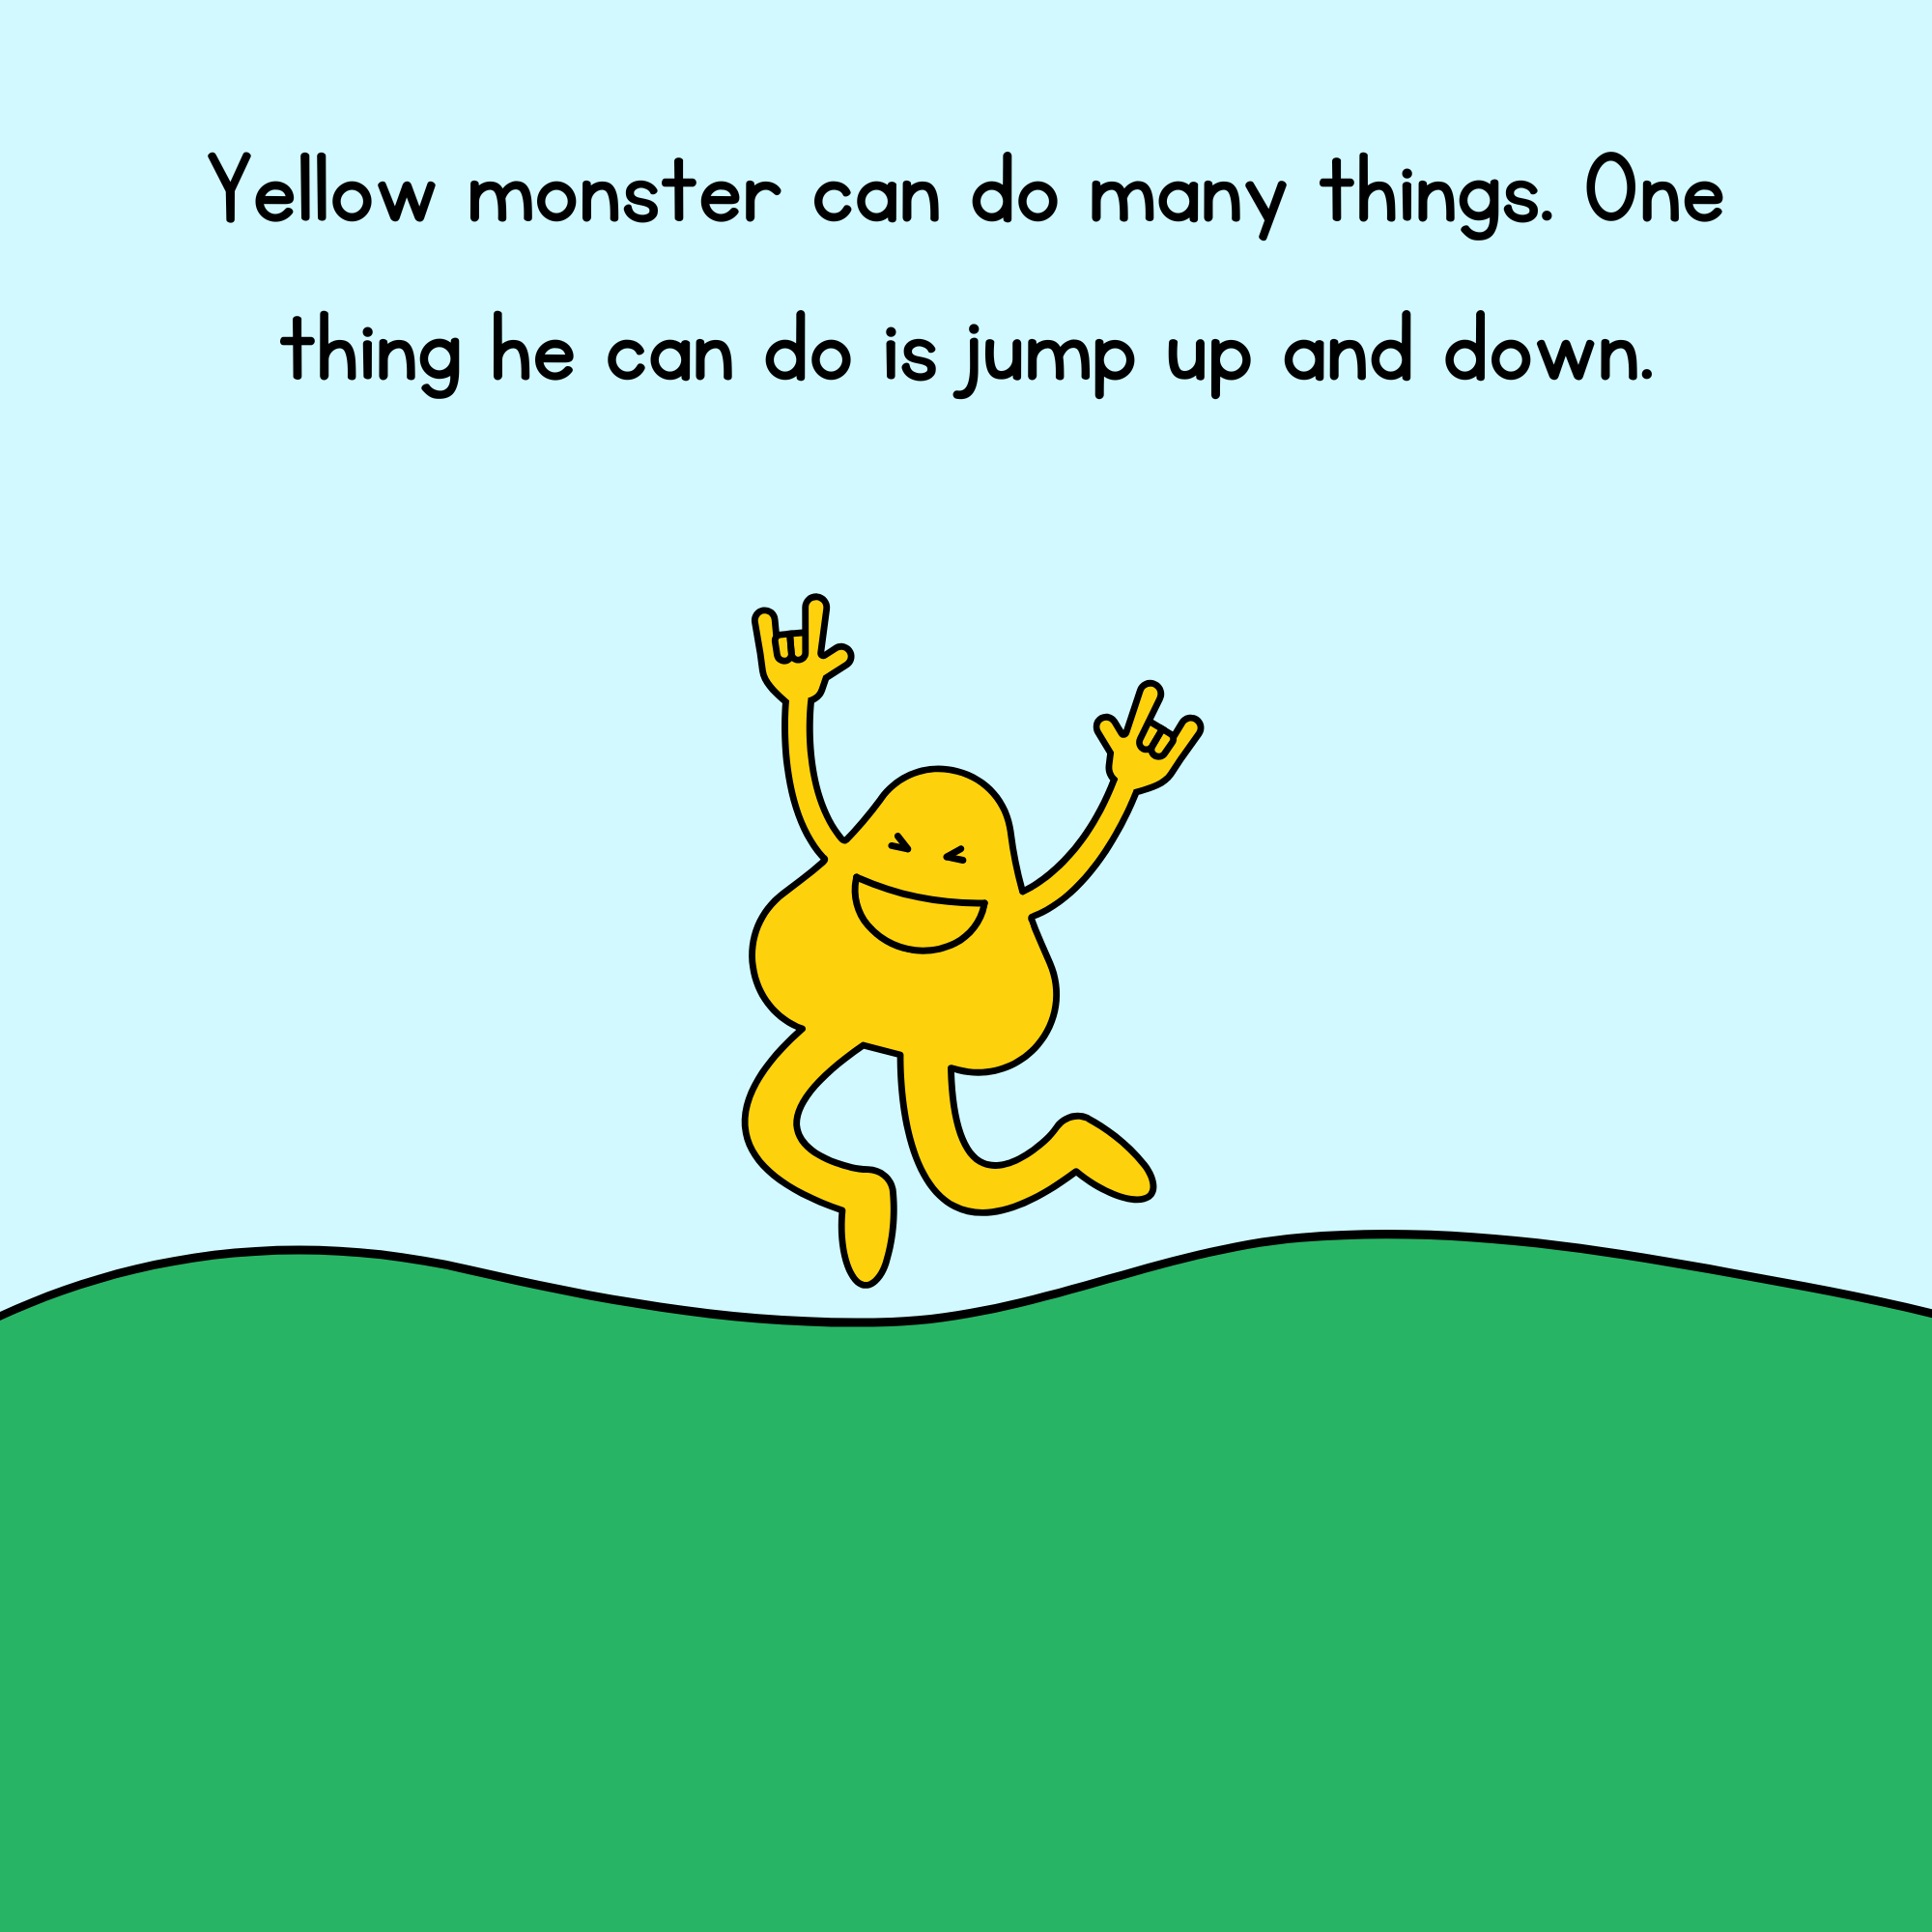 Yellow monster can do many things. One
thing he can do is jump up and down.